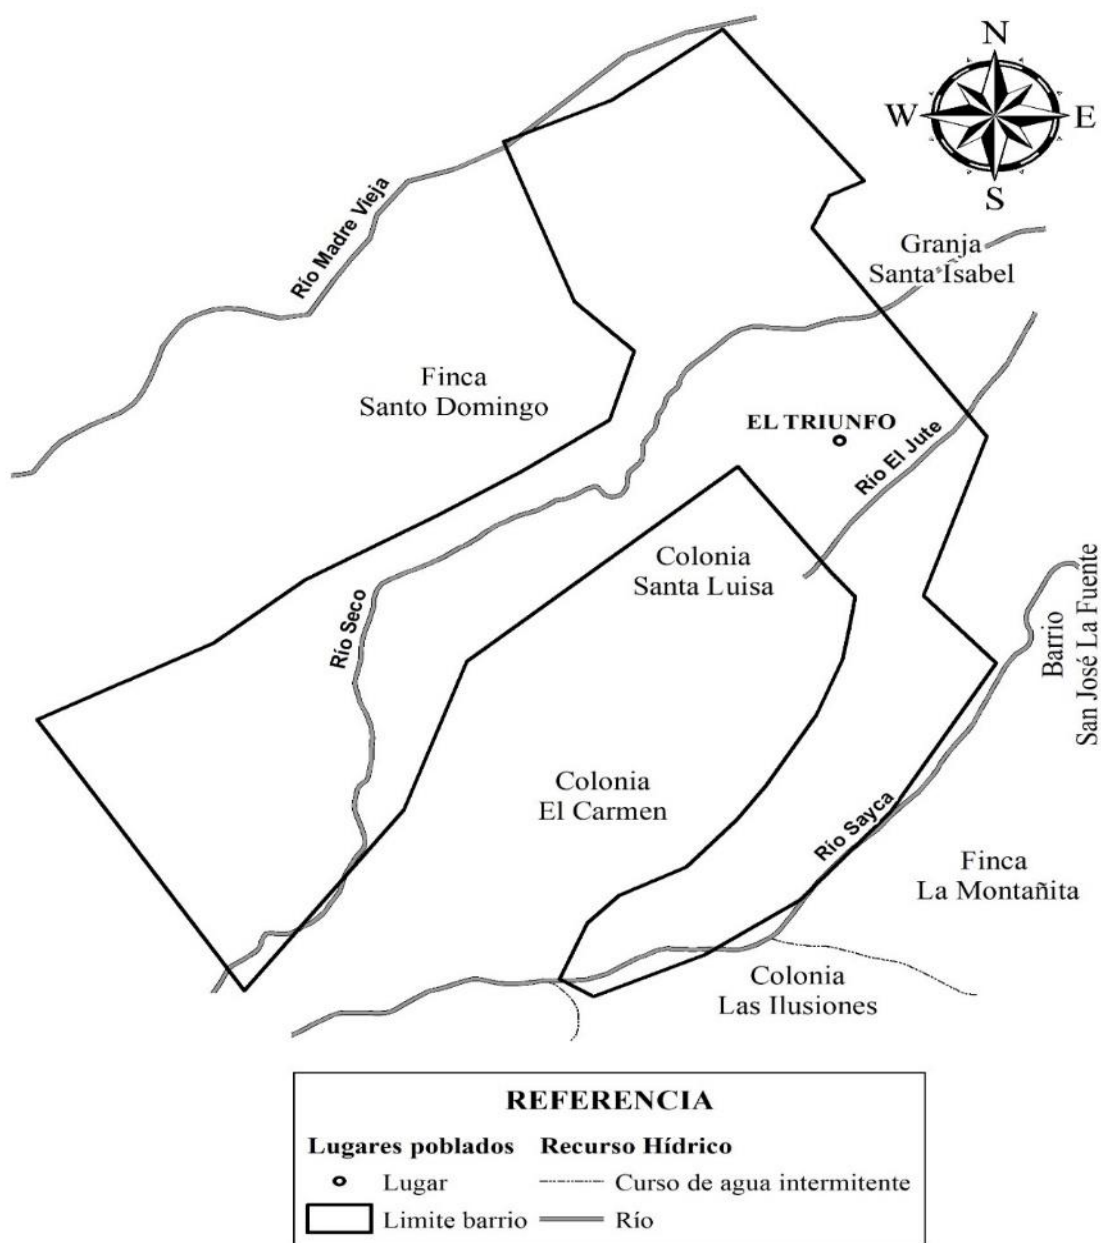 N
W E
S
Río Madre Vieja
Granja
Santa Isabel
Finca
Santo Domingo
EL TRIUNFO
Río El Jute
Colonia
Santa Luisa
Río Seco
Barrio
San José La Fuente
Colonia
El Carmen
Río Sayca
Finca
La Montañita
Colonia
Las Ilusiones
REFERENCIA
Lugares poblados Recurso Hídrico
Lugar Curso de agua intermitente
Limite barrio Río